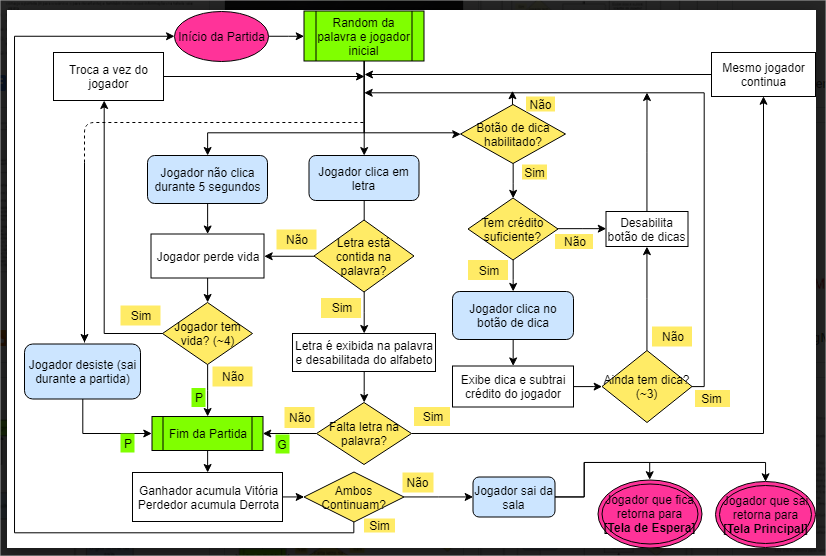 Início da Partida
Random da
palavra e jogador
inicial
Troca a vez do
jogador
Mesmo jogador
continua
Não
Botão de dica
habilitado?
Sim
Jogador não clica
durante 5 segundos
Jogador clica em
letra
Tem crédito
suficiente?
Não
Desabilita
botão de dicas
Jogador perde vida
Não
Letra está
contida na
palavra?
Sim
Sim
Jogador clica no
botão de dica
Sim
Jogador tem
vida? (~4)
Não
Letra é exibida na palavra
e desabilitada do alfabeto
Não
Jogador desiste (sai
durante a partida)
Exibe dica e subtrai
crédito do jogador
Ainda tem dica?
(~3)
Sim
P
Não
Sim
Fim da Partida
P
G
Falta letra na
palavra?
Ganhador acumula Vitória
Perdedor acumula Derrota
Ambos
Continuam?
Não
Sim
Jogador sai da
sala
Jogador que fica
retorna para
[Tela de Espera]
Jogador que sai
retorna para
[Tela Principal]